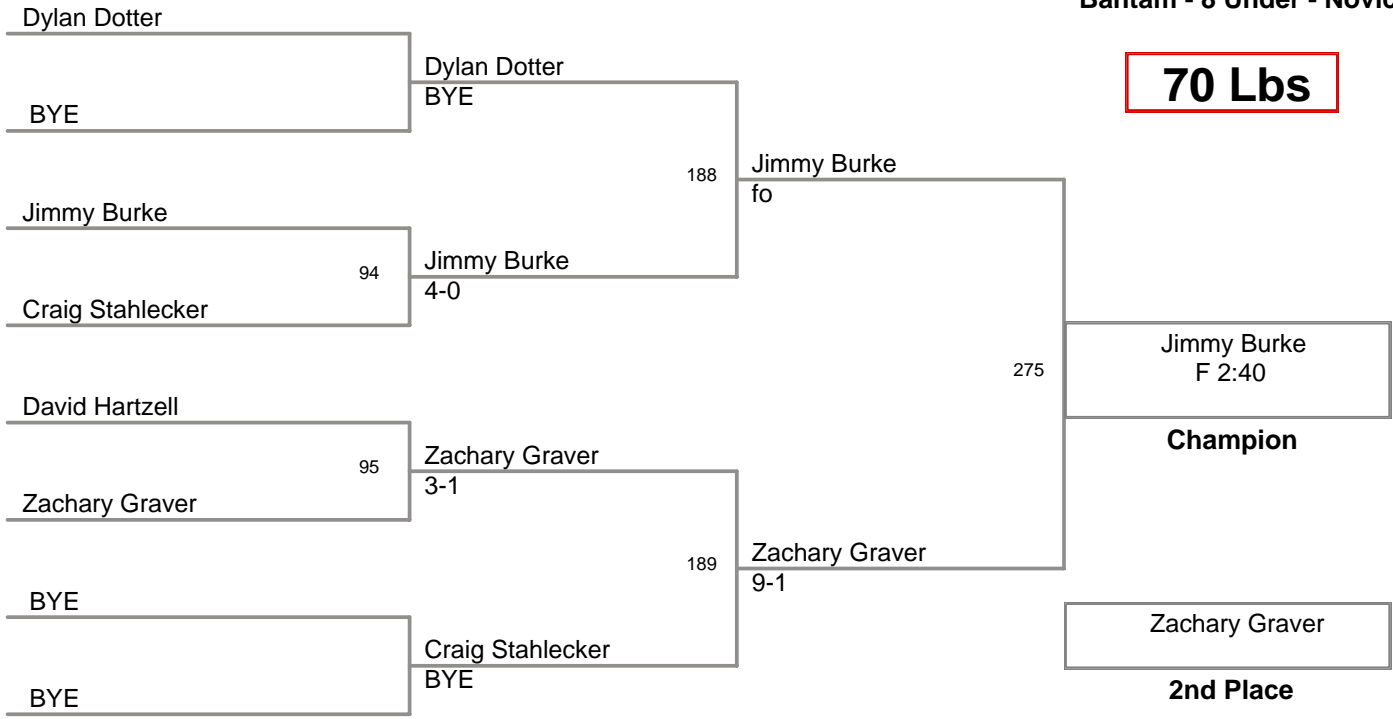 Bantam - 8 Under - Novic
70 Lbs
Dylan Dotter
BYE
Dylan Dotter
BYE
188
Jimmy Burke
fo
Jimmy Burke
94
Craig Stahlecker
Jimmy Burke
4-0
275
Jimmy Burke
F 2:40
Champion
David Hartzell
95
Zachary Graver
Zachary Graver
3-1
189
Zachary Graver
9-1
BYE
BYE
Craig Stahlecker
BYE
Zachary Graver
2nd Place